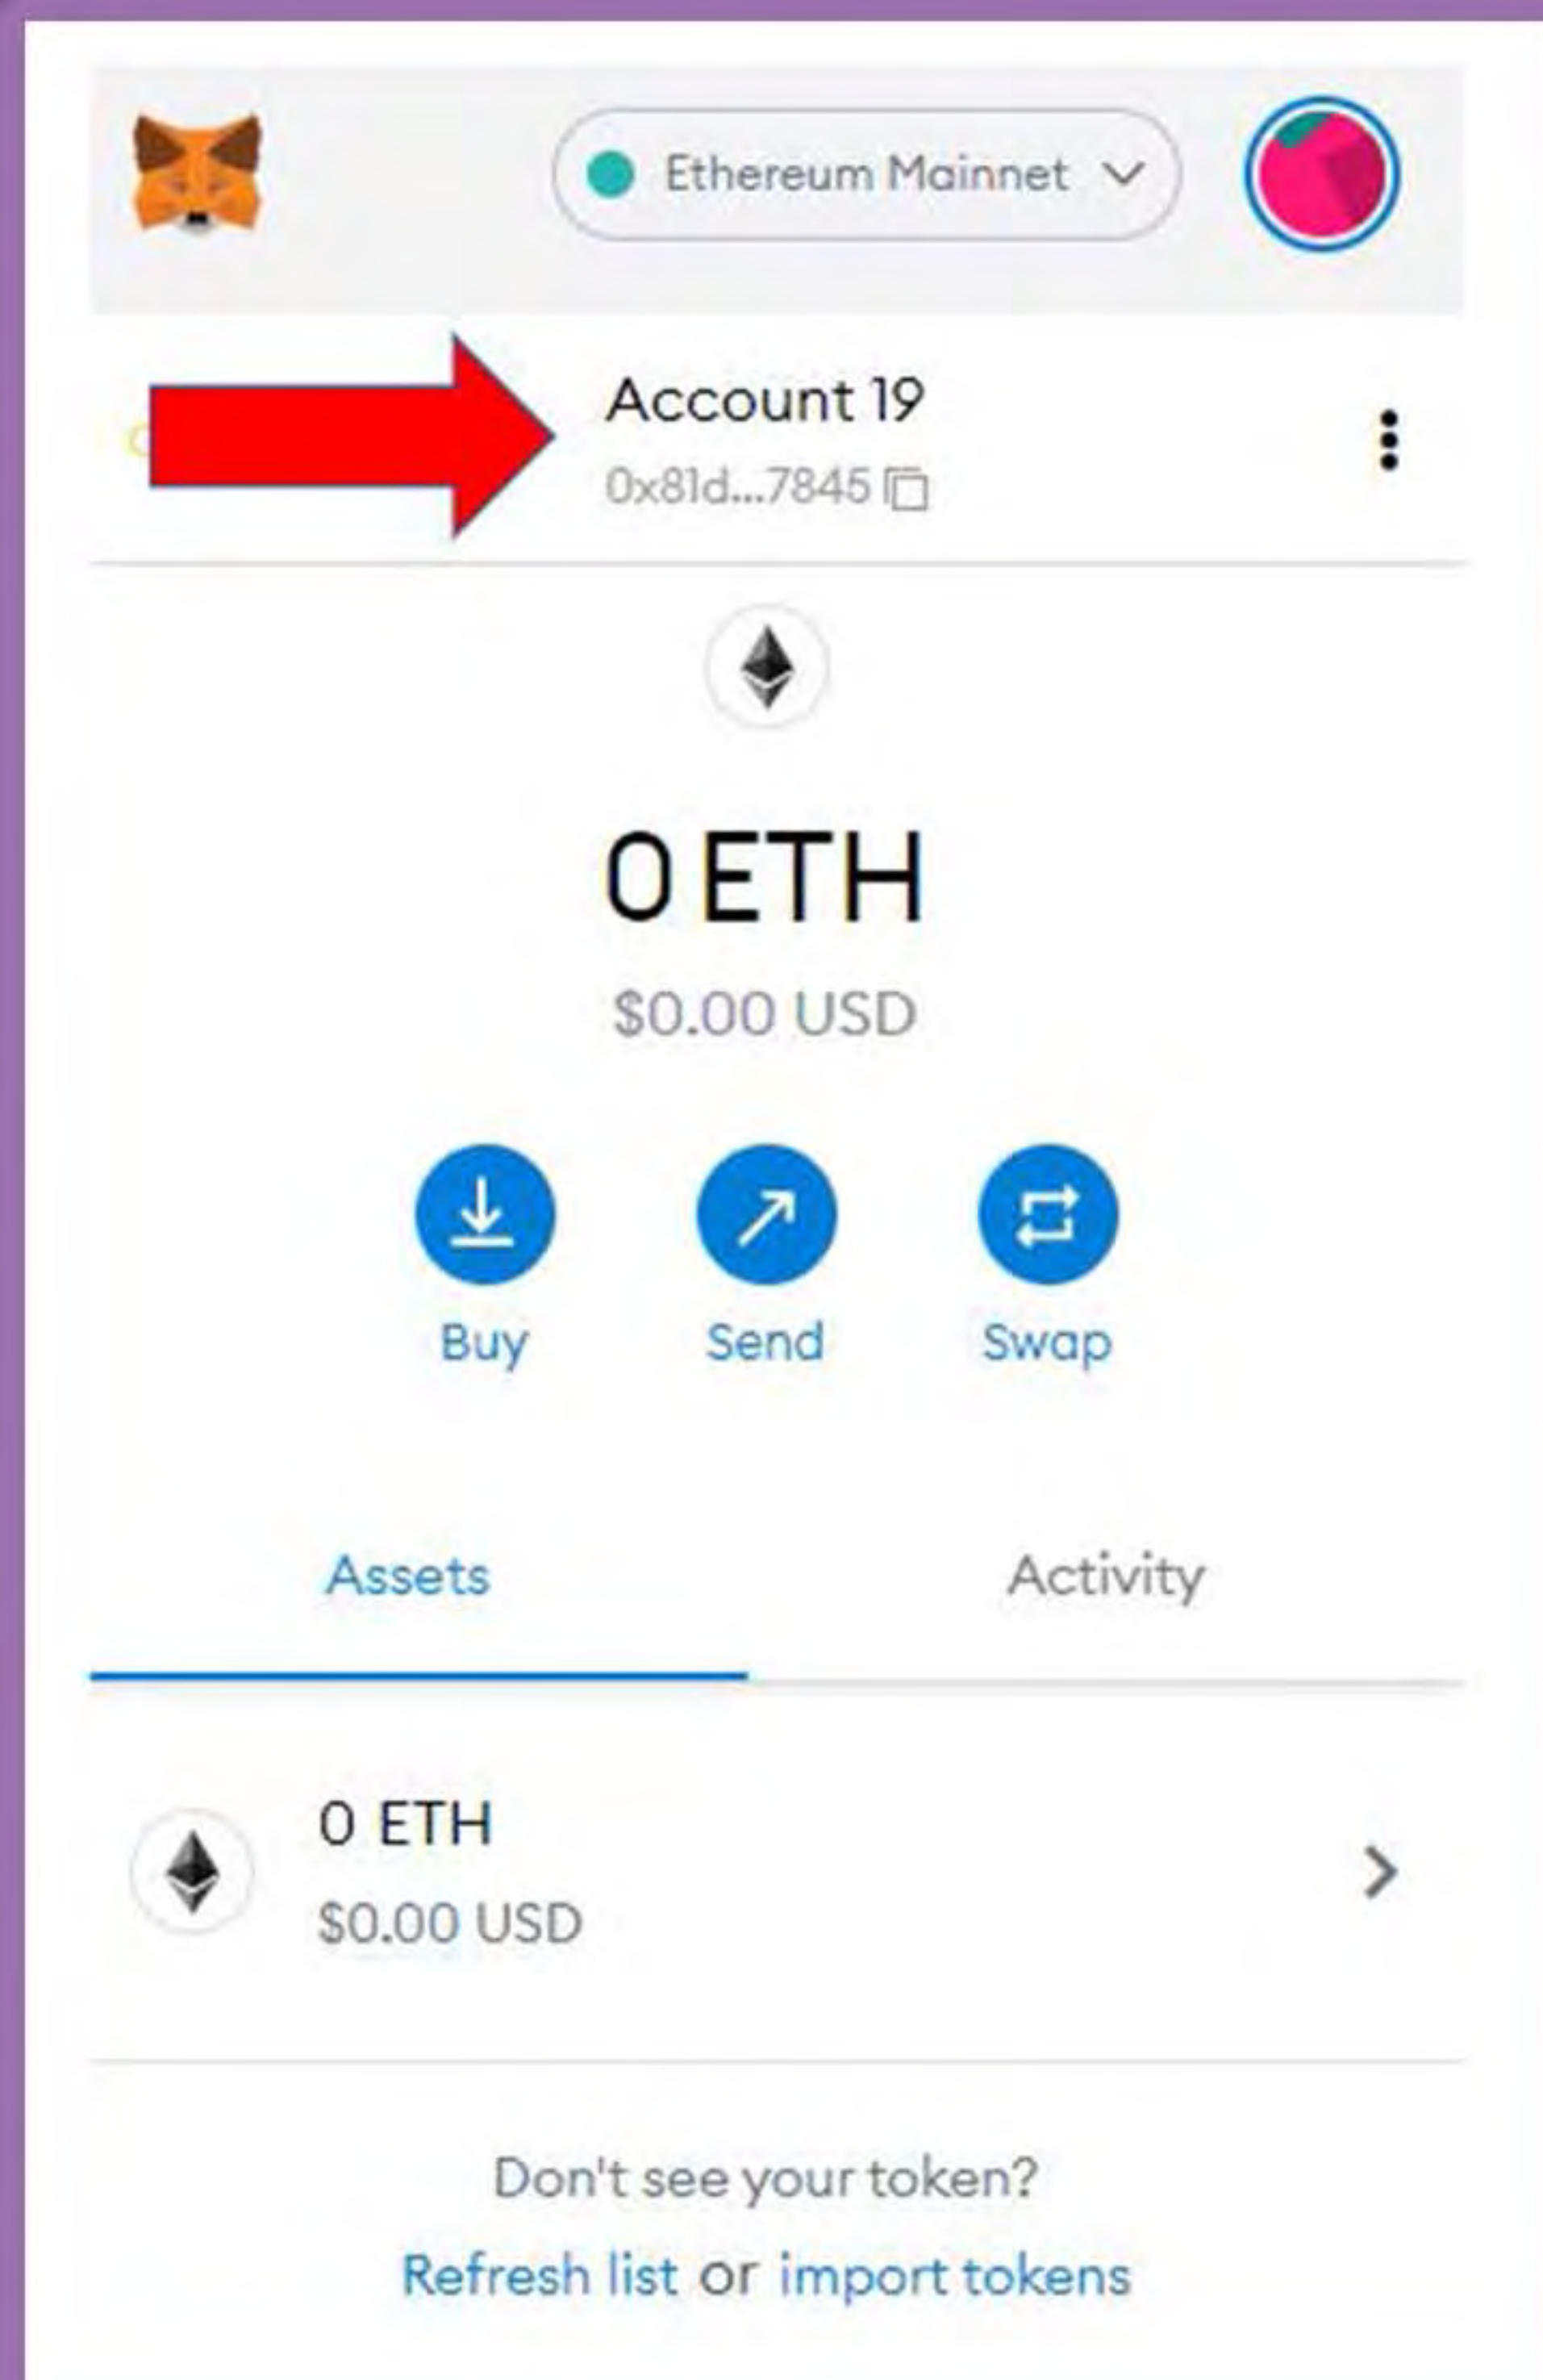 Ethereum Mainnet
Account 19
0x81d...7845
0 ETH
$0.00 USD
Buy Send Swap
Assets Activity
0 ETH
$0.00 USD
Don't see your token?
Refresh list or import tokens